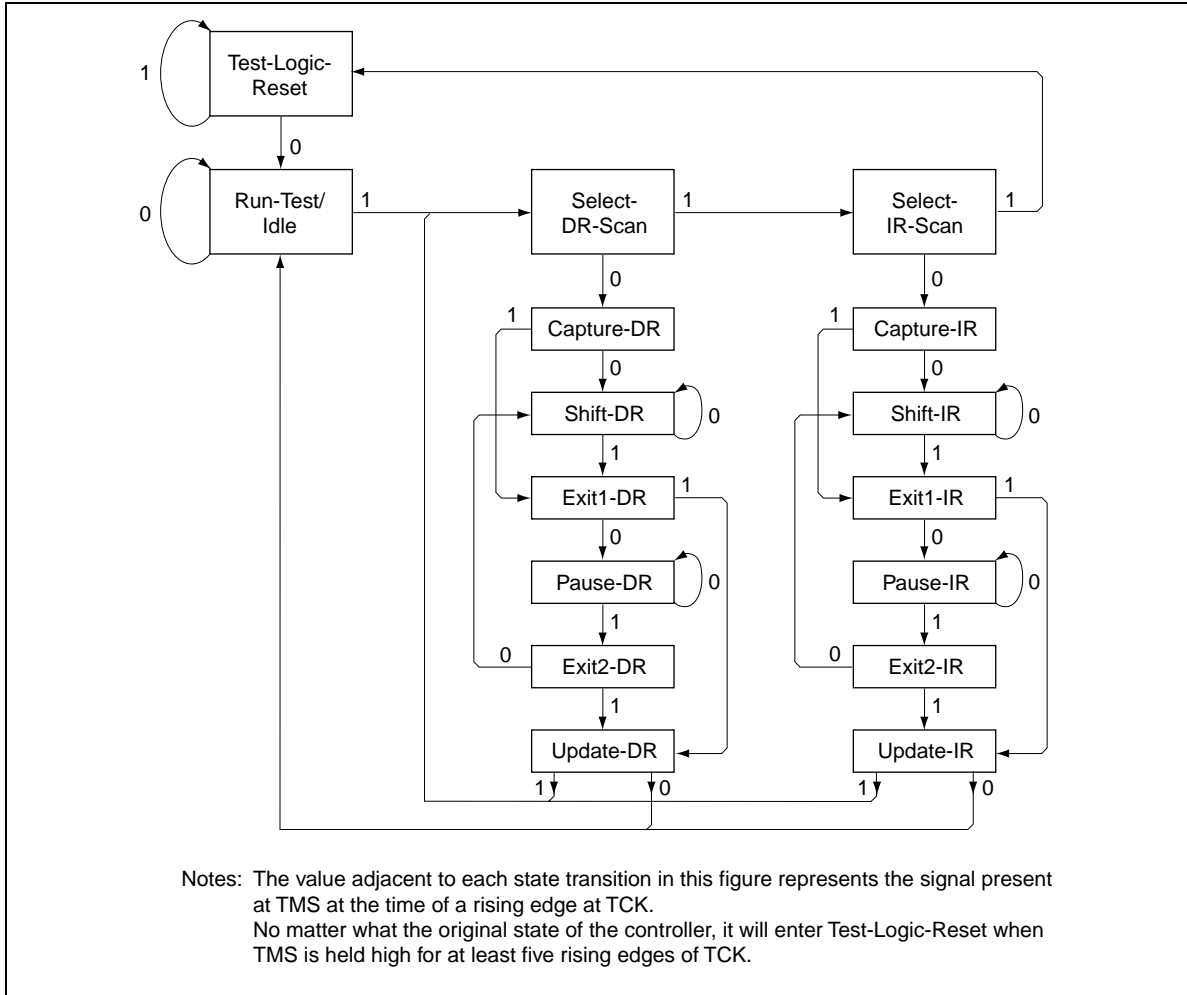 Test-Logic-
Reset
1
0
Run-Test/
Idle
0
1
Select-
DR-Scan
1
Select-
IR-Scan
1
0
0
1
Capture-DR
1
Capture-IR
0
0
Shift-DR
0
Shift-IR
0
1
1
Exit1-DR
1
Exit1-IR
1
0
0
Pause-DR
0
Pause-IR
0
1
1
0
Exit2-DR
0
Exit2-IR
1
1
Update-DR
Update-IR
1
0
1
0
Notes: The value adjacent to each state transition in this figure represents the signal present
at TMS at the time of a rising edge at TCK.
No matter what the original state of the controller, it will enter Test-Logic-Reset when
TMS is held high for at least five rising edges of TCK.